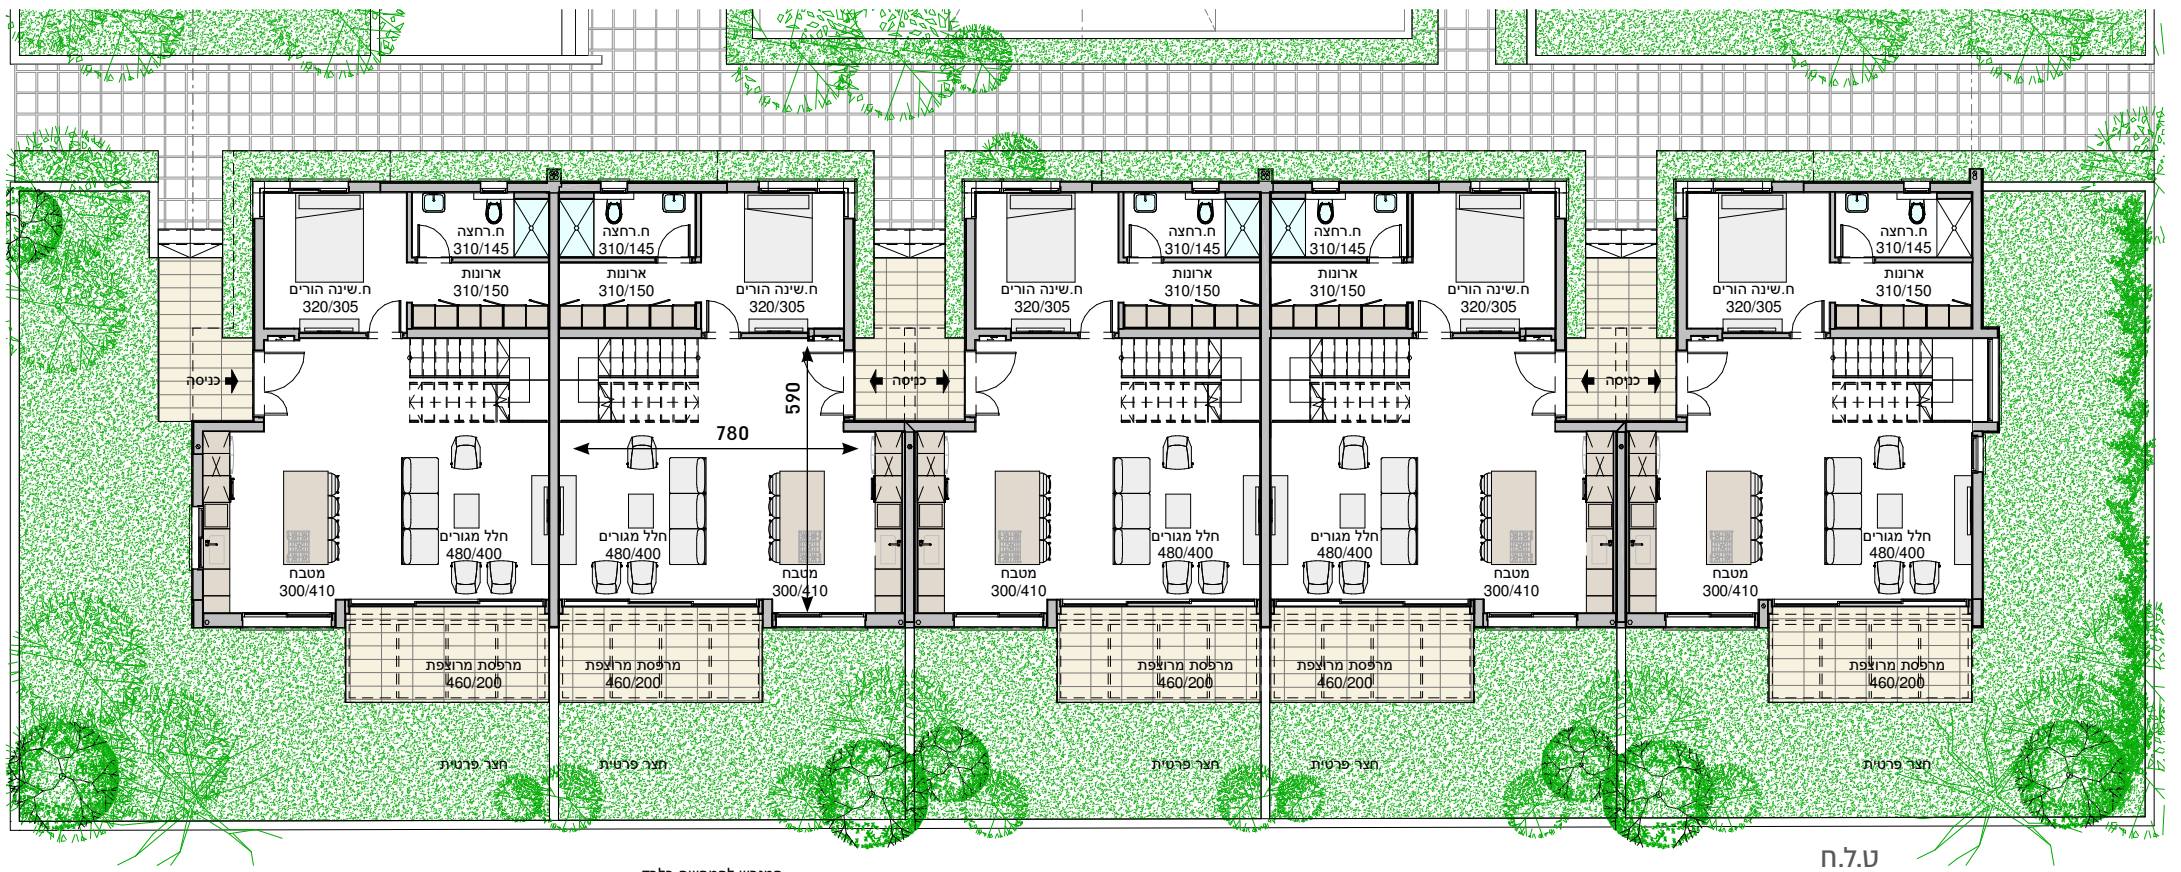 ח.רחצה
310/145
ארונות
310/150
ח.שינה הורים
320/305
כניסה
חלל מגורים
480/400
מטבח
300/410
מרפסת מרוצפת
460/200
חצר פרטית
ח.רחצה
310/145
ארונות
310/150
ח.שינה הורים
320/305
590
780
חלל מגורים
480/400
מטבח
300/410
מרפסת מרוצפת
460/200
חצר פרטית
כניסה
ח.רחצה
310/145
ארונות
310/150
ח.שינה הורים
320/305
חלל מגורים
480/400
מטבח
300/410
מרפסת מרוצפת
460/200
חצר פרטית
ח.רחצה
310/145
ארונות
310/150
ח.שינה הורים
320/305
חלל מגורים
480/400
מטבח
300/410
מרפסת מרוצפת
460/200
חצר פרטית
כניסה
ח.רחצה
310/145
ארונות
310/150
ח.שינה הורים
320/305
חלל מגורים
480/400
מטבח
300/410
מרפסת מרוצפת
460/200
חצר פרטית
ט.ל.ח